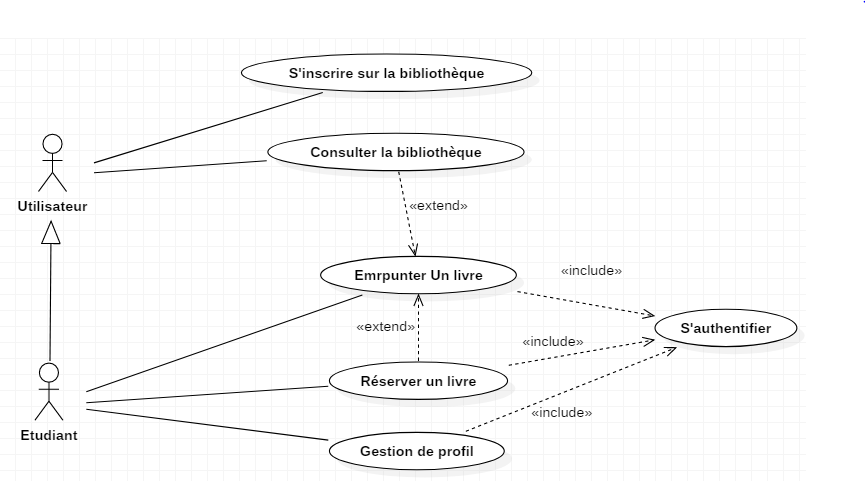 S'inscrire sur la bibliothèque
Consulter la bibliothèque
Utilisateur
«extend»
Emrpunter Un livre
«include»
S'authentifier
«extend»
«include»
Réserver un livre
«include»
Etudiant
Gestion de profil